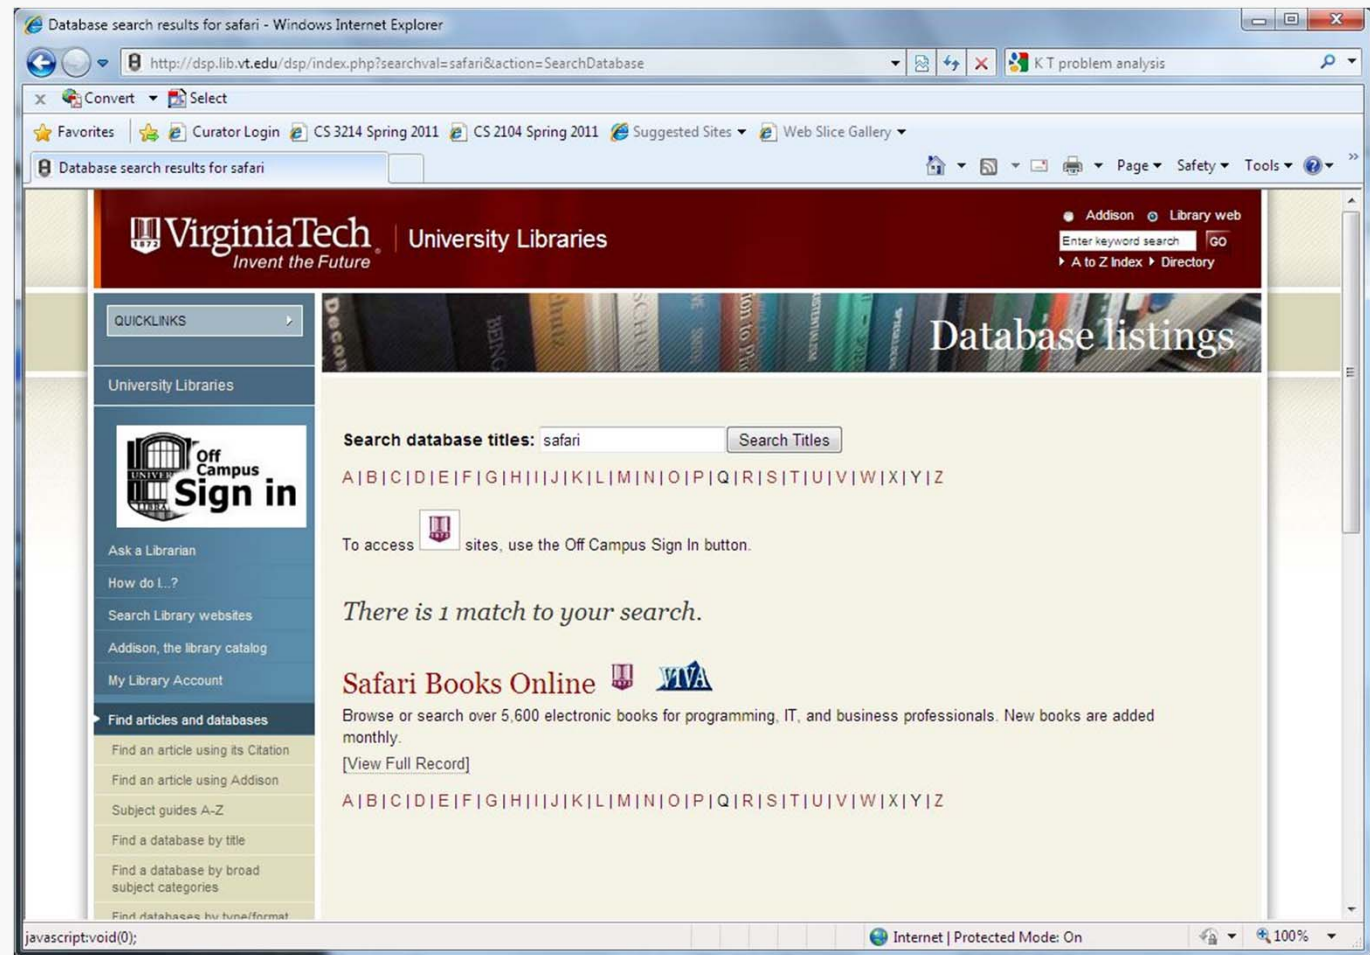 Database search results for safari - Windows Internet Explorer
http://dsp.lib.vt.edu/dsp/index.php?searchval=safari&action=SearchDatabase
K T problem analysis
x Convert Select
Favorites Curator Login CS 3214 Spring 2011 CS 2104 Spring 2011 Suggested Sites Web Slice Gallery
Database search results for safari
Page Safety Tools
VirginiaTech
1872
Invent the Future
University Libraries
Addison Library web
Enter keyword search GO
A to Z Index Directory
QUICKLINKS
Database listings
University Libraries
Off
Campus
Sign in
Search database titles: safari Search Titles
A|B|C|D|E|F|G|H|I|J|K|L|M|N|O|P|Q|R|S|T|U|V|W|X|Y|Z
To access sites, use the Off Campus Sign In button.
There is 1 match to your search.
Safari Books Online VIVA
Browse or search over 5,600 electronic books for programming, IT, and business professionals. New books are added
monthly.
[View Full Record]
A|B|C|D|E|F|G|H|I|J|K|L|M|N|O|P|Q|R|S|T|U|V|W|X|Y|Z
Ask a Librarian
How do I...?
Search Library websites
Addison, the library catalog
My Library Account
Find articles and databases
Find an article using its Citation
Find an article using Addison
Subject guides A-Z
Find a database by title
Find a database by broad
subject categories
Find databases by type/format
javascript:void(0);
Internet | Protected Mode: On
100%